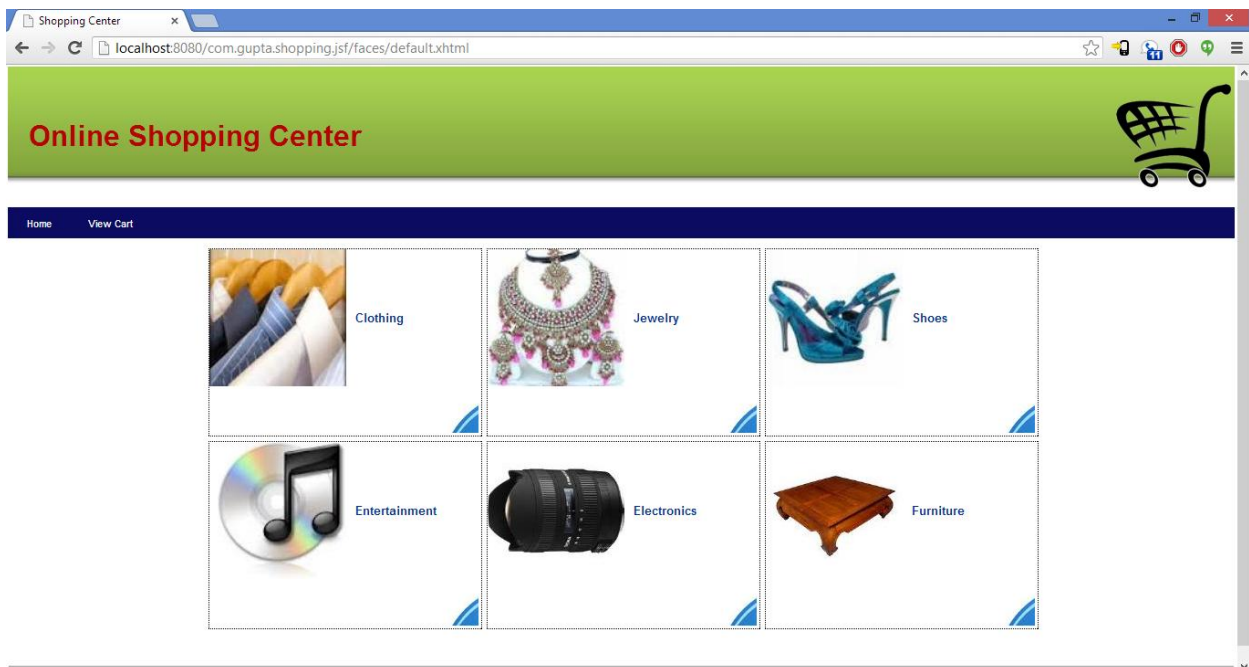 Shopping Center
localhost:8080/com.gupta.shopping.jsf/faces/default.xhtml
11
Online Shopping Center
Home View Cart
Clothing Jewelry Shoes
Entertainment Electronics Furniture